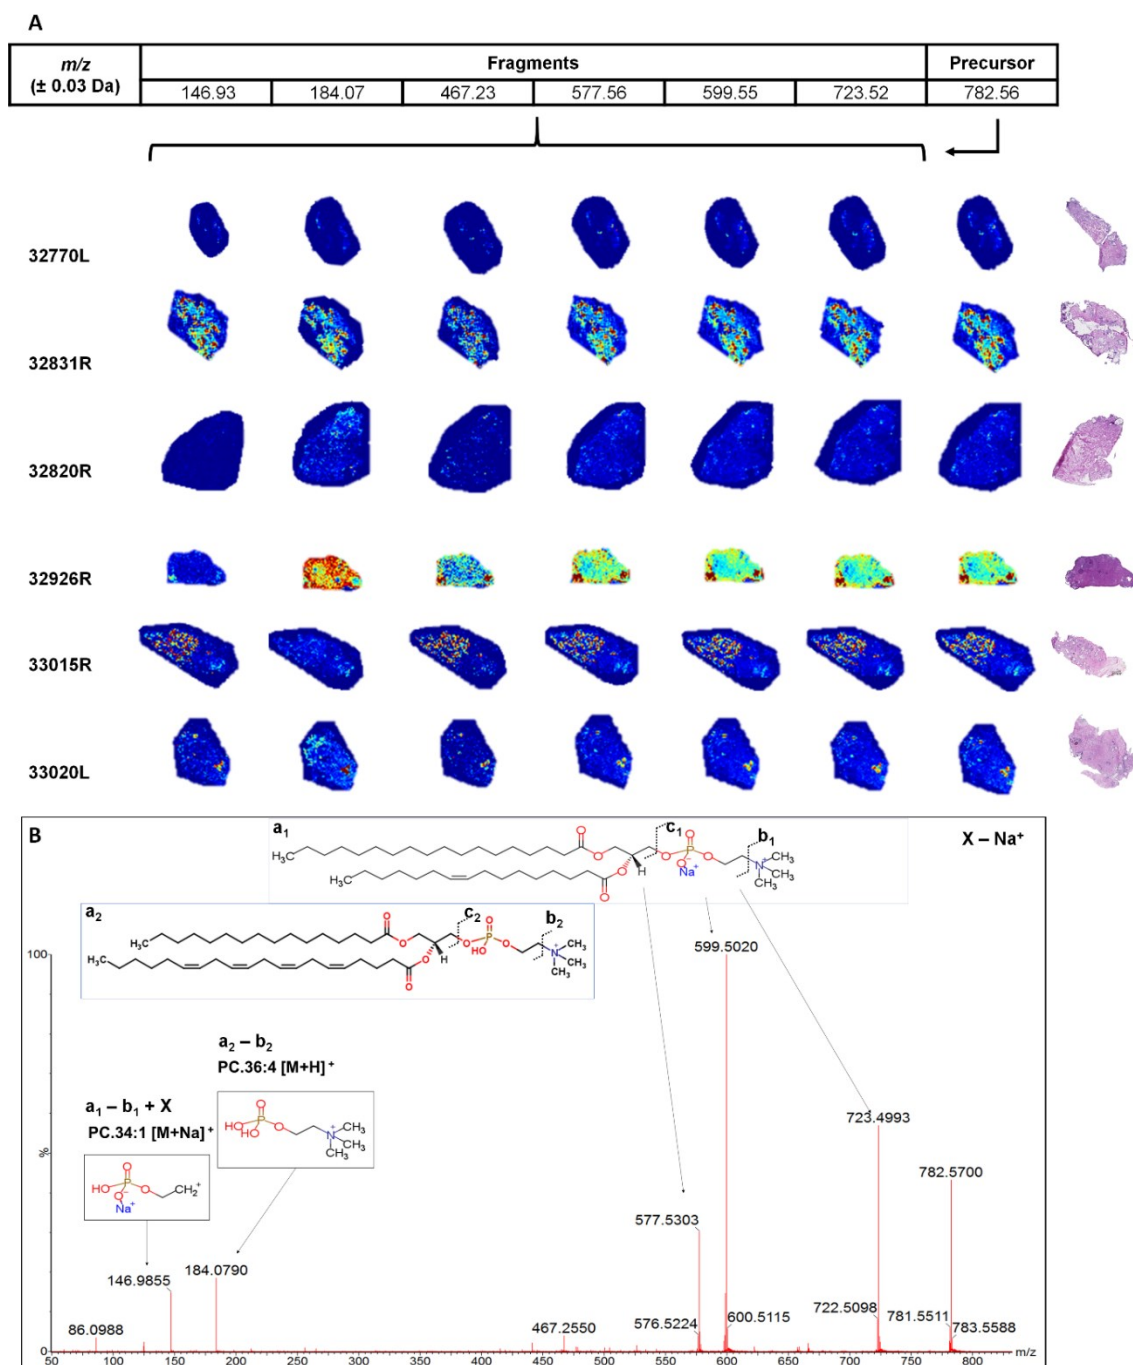 A
m/z
(± 0.03 Da)
Fragments
Precursor
146.93 184.07 467.23 577.56 599.55 723.52 782.56
32770L
32831R
32820R
32926R
33015R
33020L
B
X – Na⁺
a₁
c₁
b₁
H₃C
H₃C
O
O
O
O
H
O
P
O
O⁻
Na⁺
O
N⁺
CH₃
CH₃
CH₃
a₂
c₂
b₂
H₃C
H₃C
O
O
O
O
H
O
P
O
HO
O
N⁺
CH₃
CH₃
CH₃
100
%
0
599.5020
a₂ – b₂
PC.36:4 [M+H]⁺
O
HO
P
O
HO
N⁺
CH₃
CH₃
CH₃
a₁ – b₁ + X
PC.34:1 [M+Na]⁺
O
HO
P
O
CH₂⁺
O⁻
Na⁺
723.4993
782.5700
577.5303
184.0790
146.9855
86.0988
467.2550
576.5224
600.5115
722.5098
781.5511
783.5588
50 100 150 200 250 300 350 400 450 500 550 600 650 700 750 800
m/z